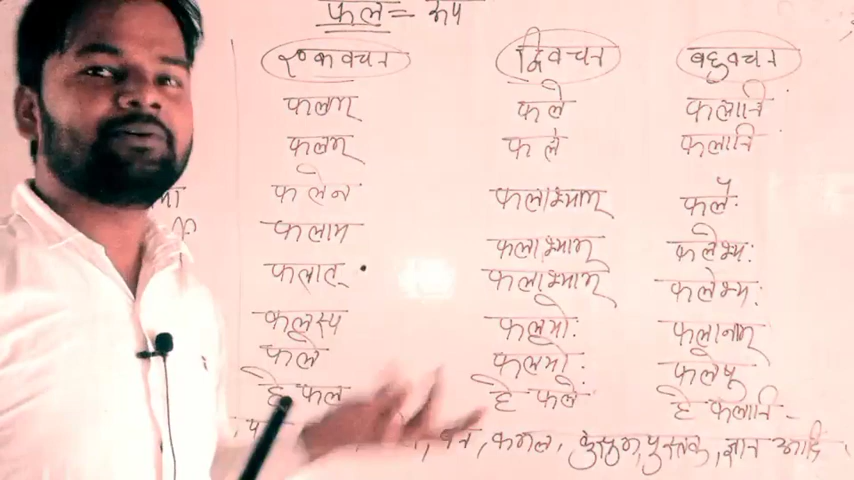 फल = रूप
एकवचन द्विवचन बहुवचन
फलम् फले फलानि
फलम् फले फलानि
फलेन फलाभ्याम् फलैः
फलाय फलाभ्याम् फलेभ्यः
फलात् फलाभ्याम् फलेभ्यः
फलस्य फलयोः फलानाम्
फले फलयोः फलेषु
हे फल हे फले हे फलानि
वन, कमल, कुसुम, पुस्तक, ज्ञान आदि